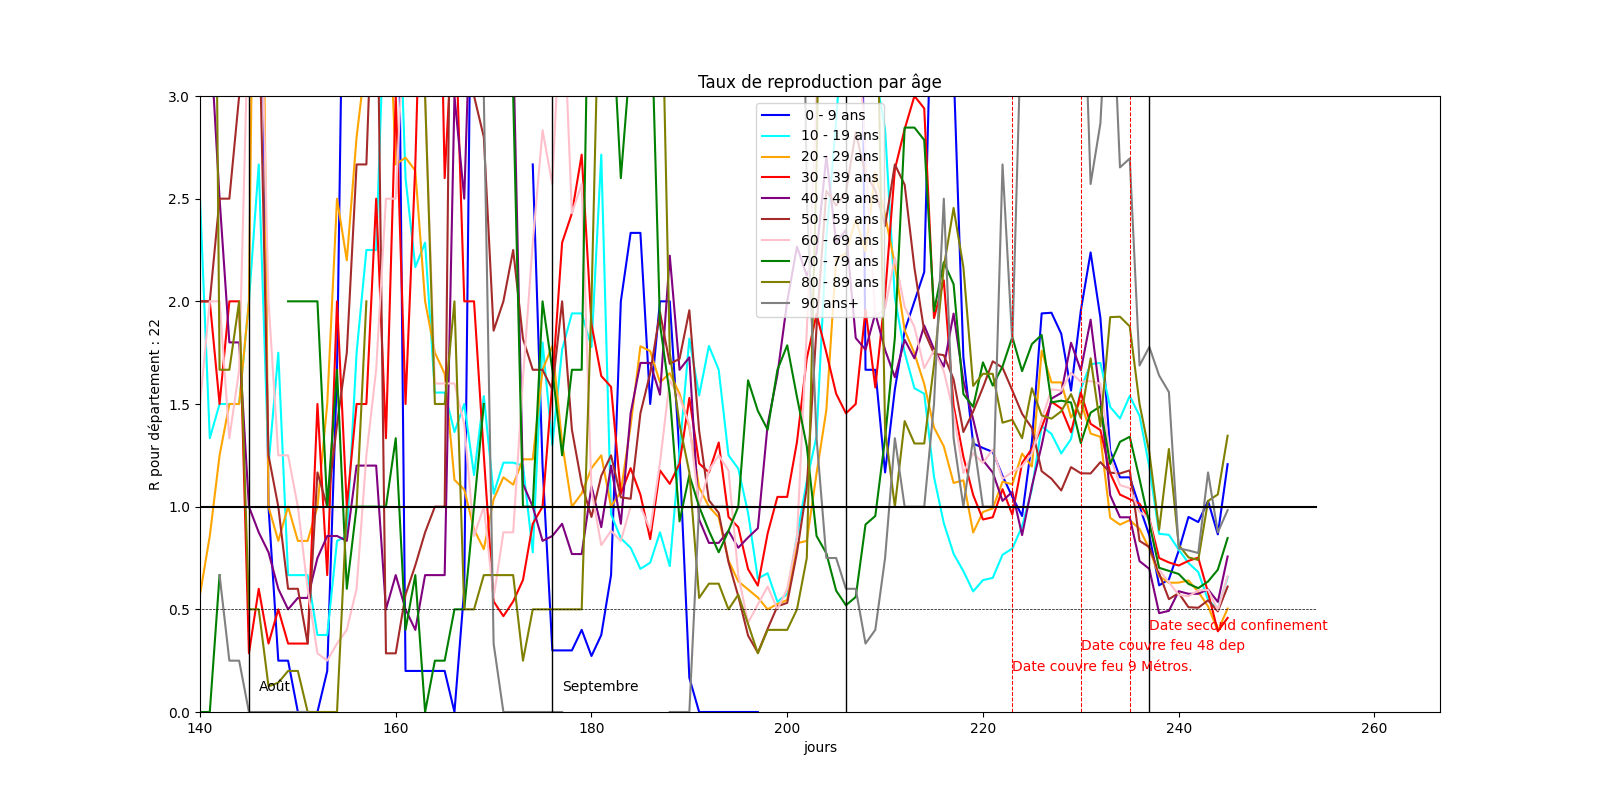 Taux de reproduction par âge
3.0
2.5
2.0
1.5
1.0
0.5
0.0
R pour département : 22
0 - 9 ans
10 - 19 ans
20 - 29 ans
30 - 39 ans
40 - 49 ans
50 - 59 ans
60 - 69 ans
70 - 79 ans
80 - 89 ans
90 ans+
Date second confinement
Date couvre feu 48 dep
Date couvre feu 9 Métros.
Août
Septembre
140
160
180
200
220
240
260
jours